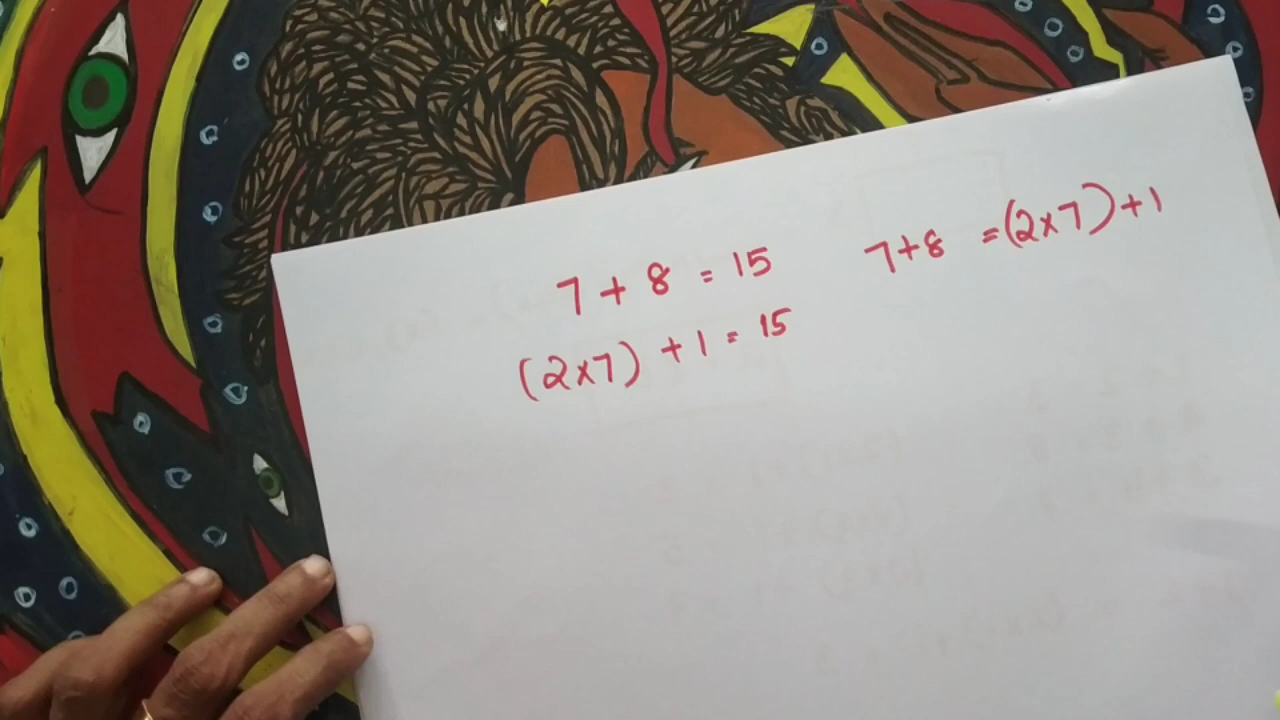 7 + 8 = 15
(2×7) + 1 = 15
7+8 = (2×7)+1